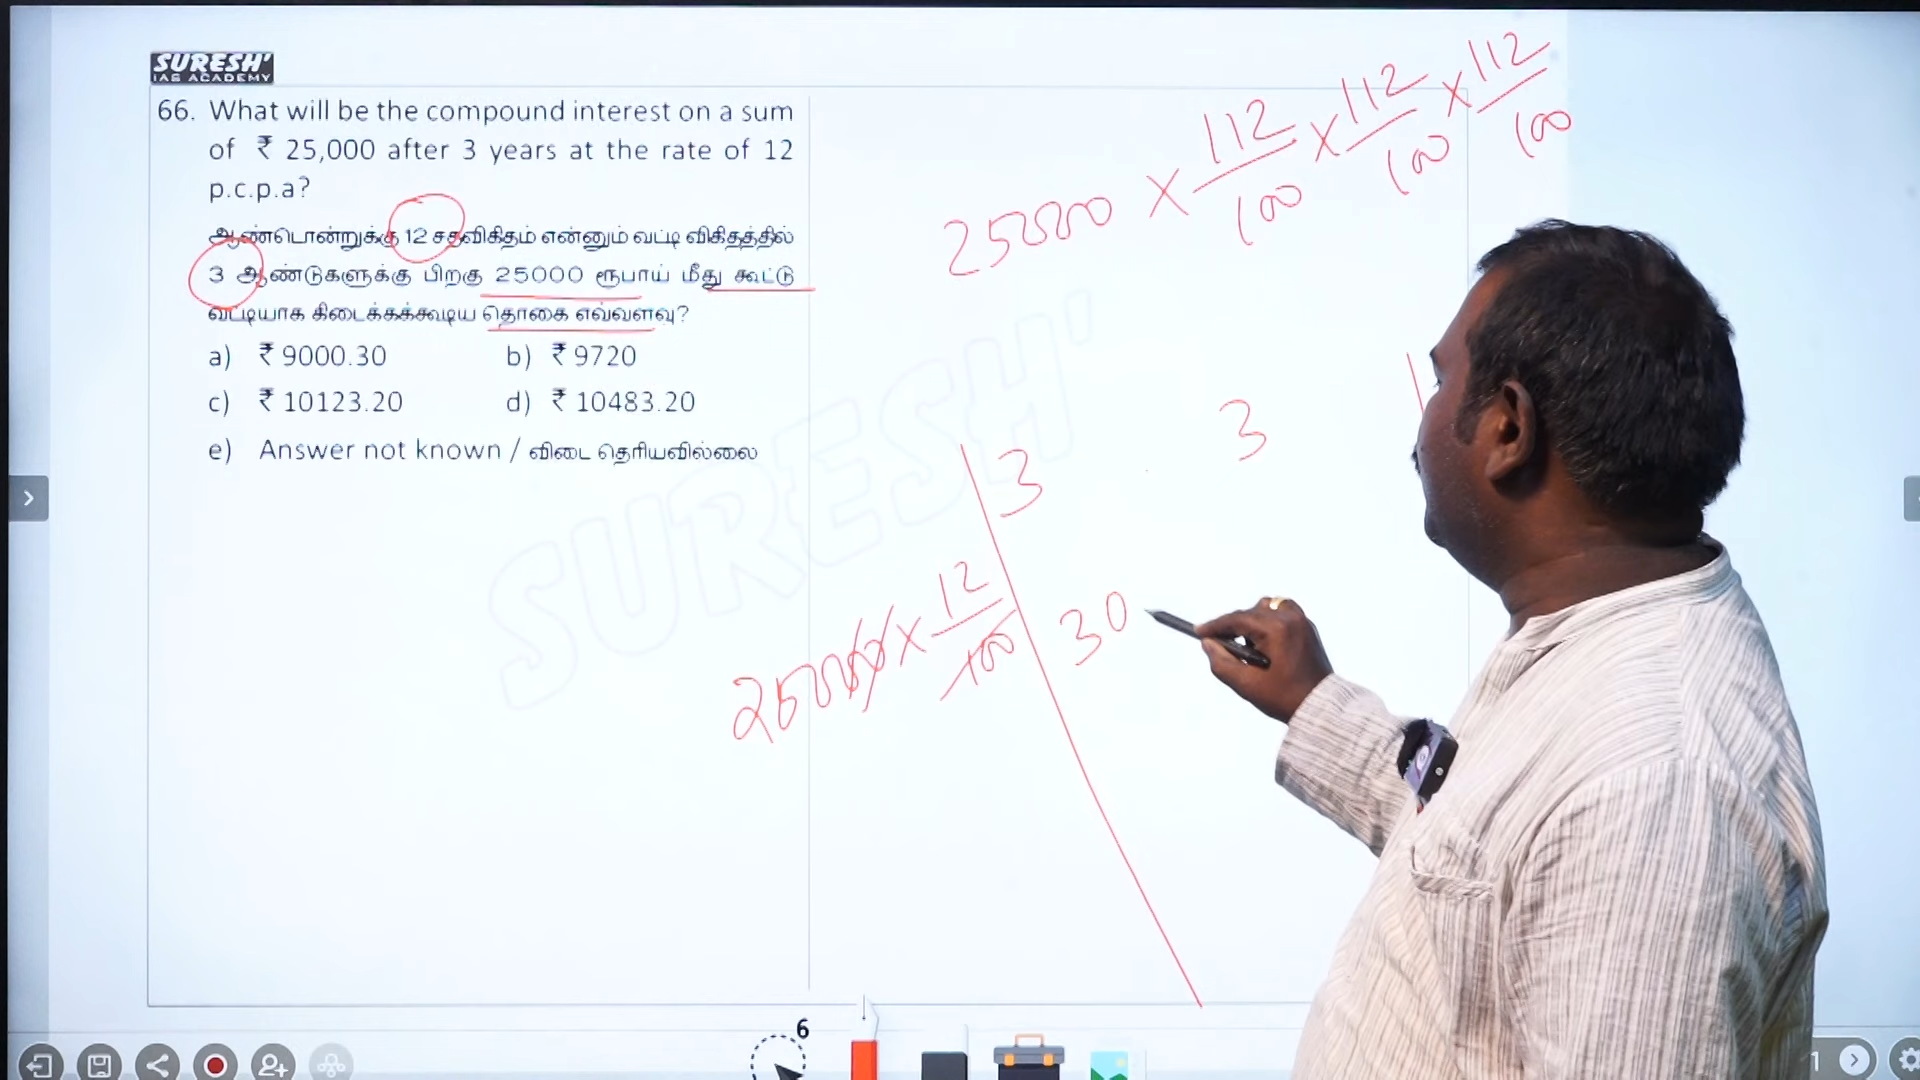 SURESH'
IAS ACADEMY
66. What will be the compound interest on a sum
of ₹ 25,000 after 3 years at the rate of 12
p.c.p.a?
ஆண்டொன்றுக்கு 12 சதவிகிதம் என்னும் வட்டி விகிதத்தில்
3 ஆண்டுகளுக்கு பிறகு 25000 ரூபாய் மீது கூட்டு
வட்டியாக கிடைக்கக்கூடிய தொகை எவ்வளவு?
a) ₹ 9000.30 b) ₹ 9720
c) ₹ 10123.20 d) ₹ 10483.20
e) Answer not known / விடை தெரியவில்லை
25000 × 112/100 × 112/100 × 112/100
3 3 1
25000 × 12/100 30
SURESH'
6
1